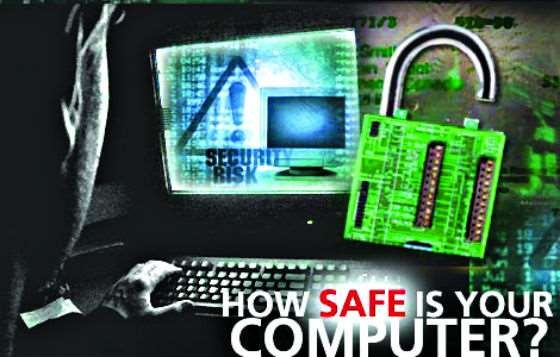 SECURITY
RISK
HOW SAFE IS YOUR
COMPUTER?